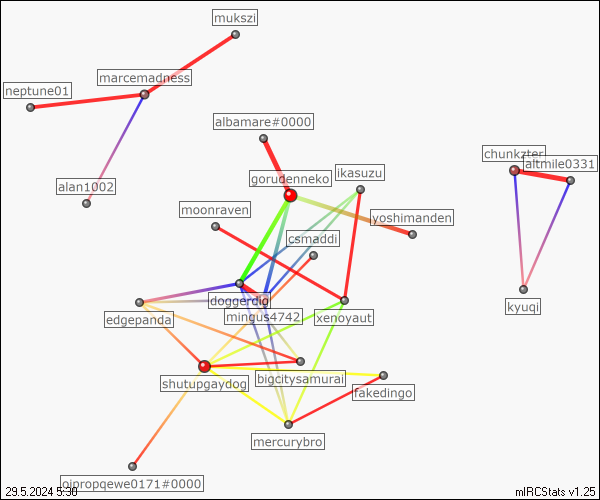 mukszi
marcemadness
neptune01
albamare#0000
chunkzter
altmile0331
ikasuzu
gorudenneko
alan1002
moonraven
yoshimanden
csmaddi
doggerdig
kyuqi
mingus4742
xenoyaut
edgepanda
bigcitysamurai
shutupgaydog
fakedingo
mercurybro
ojpropqewe0171#0000
29.5.2024 5:30
mIRCStats v1.25